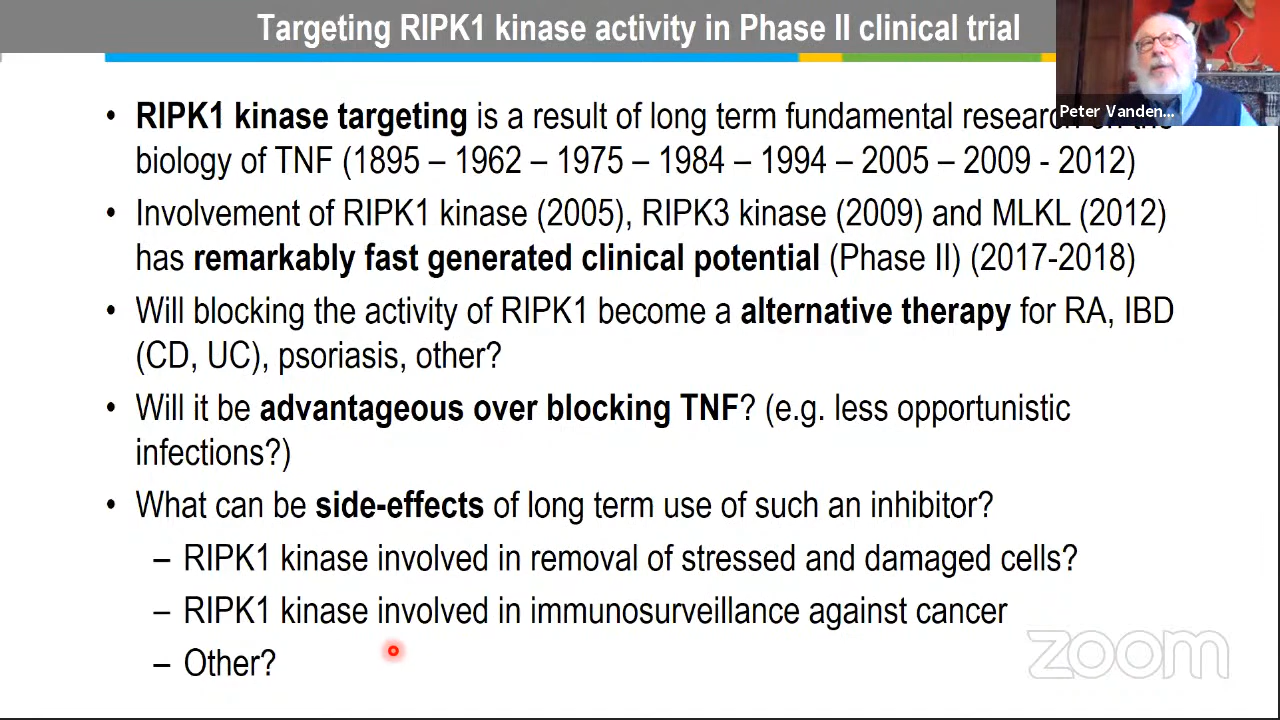 Targeting RIPK1 kinase activity in Phase II clinical trial
Peter Vanden...
• RIPK1 kinase targeting is a result of long term fundamental research on the
biology of TNF (1895 – 1962 – 1975 – 1984 – 1994 – 2005 – 2009 - 2012)
• Involvement of RIPK1 kinase (2005), RIPK3 kinase (2009) and MLKL (2012)
has remarkably fast generated clinical potential (Phase II) (2017-2018)
• Will blocking the activity of RIPK1 become a alternative therapy for RA, IBD
(CD, UC), psoriasis, other?
• Will it be advantageous over blocking TNF? (e.g. less opportunistic
infections?)
• What can be side-effects of long term use of such an inhibitor?
– RIPK1 kinase involved in removal of stressed and damaged cells?
– RIPK1 kinase involved in immunosurveillance against cancer
– Other?
zoom